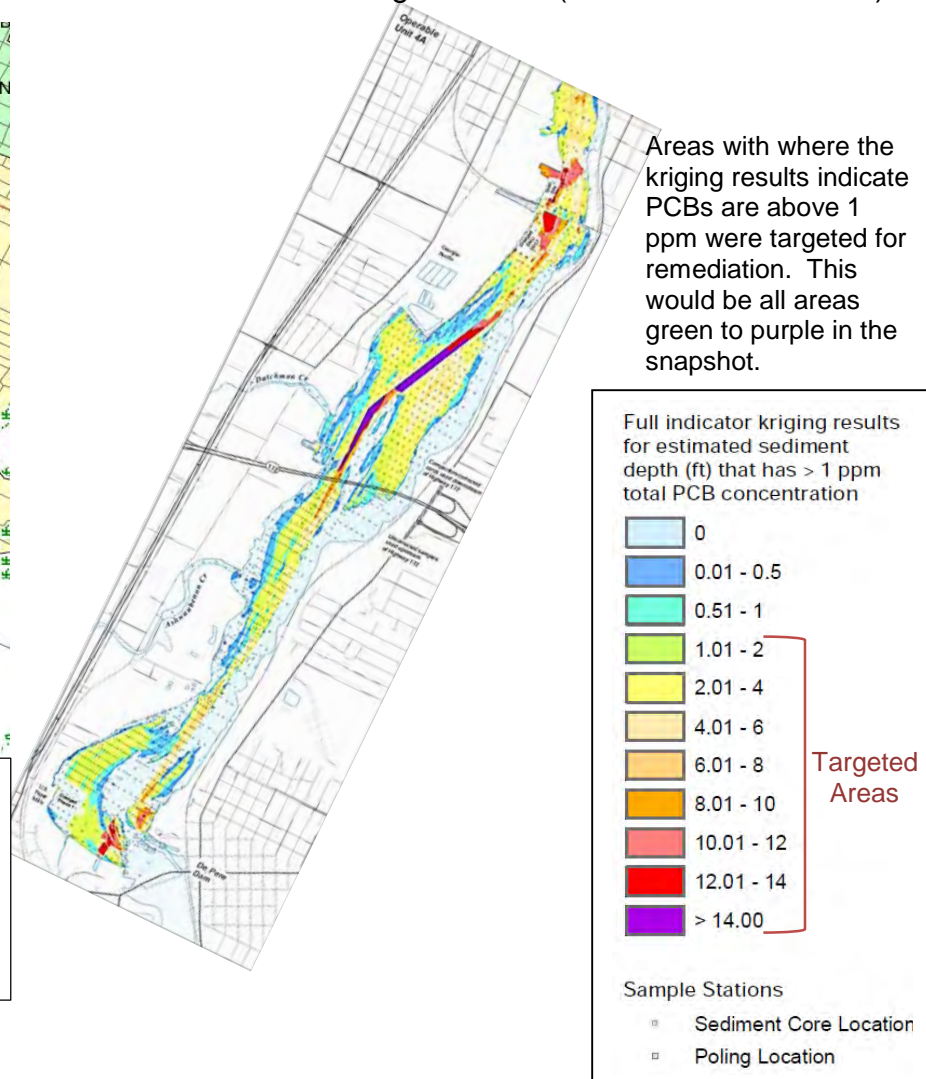 Operable
Unit 4A
Areas with where the
kriging results indicate
PCBs are above 1
ppm were targeted for
remediation. This
would be all areas
green to purple in the
snapshot.
Dutchman Cr
172
Ashwaubenon Cr
De Pere
Dam
Full indicator kriging results
for estimated sediment
depth (ft) that has > 1 ppm
total PCB concentration
0
0.01 - 0.5
0.51 - 1
1.01 - 2
2.01 - 4
4.01 - 6
6.01 - 8
8.01 - 10
10.01 - 12
12.01 - 14
> 14.00
Targeted
Areas
Sample Stations
Sediment Core Location
Poling Location